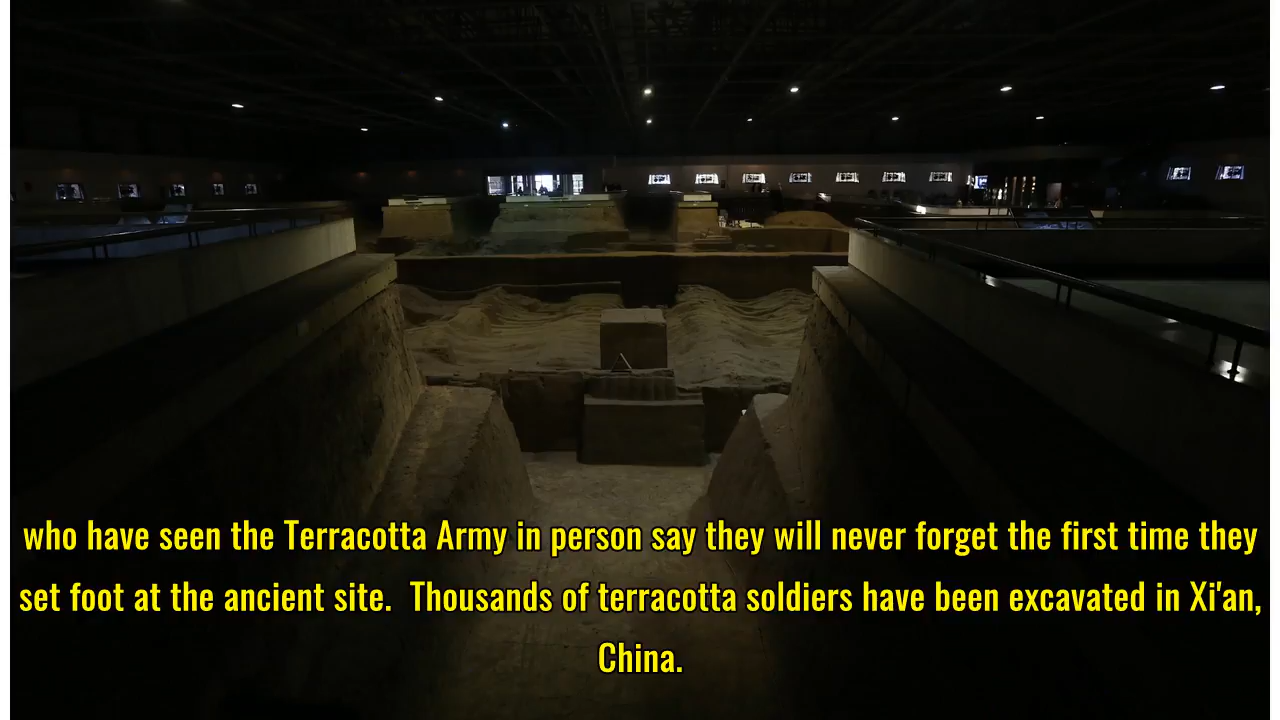 who have seen the Terracotta Army in person say they will never forget the first time they
set foot at the ancient site.  Thousands of terracotta soldiers have been excavated in Xi'an,
China.